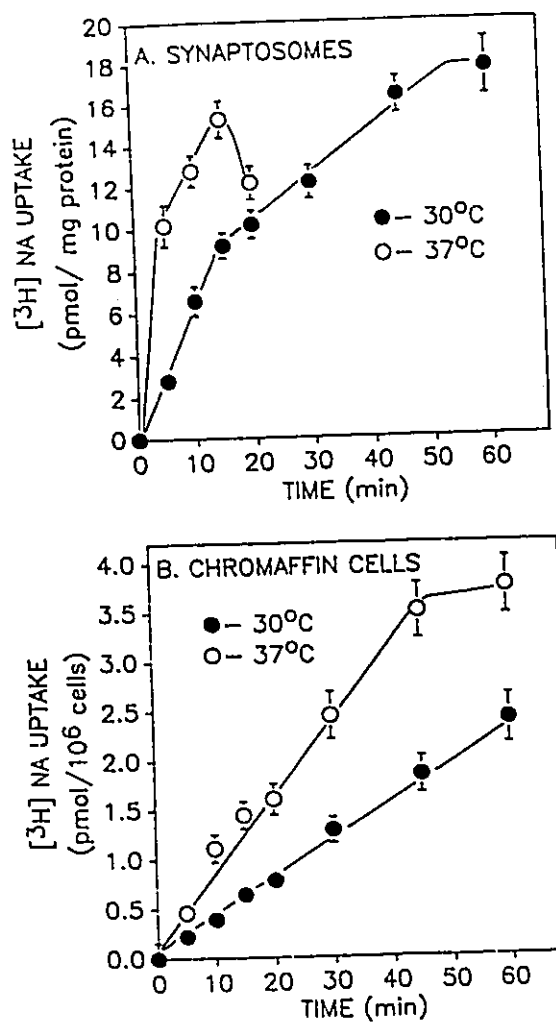 A. SYNAPTOSOMES
[³H] NA UPTAKE
(pmol/ mg protein)
20
18
16
14
12
10
8
6
4
2
0
● – 30°C
○ – 37°C
0 10 20 30 40 50 60
TIME (min)
B. CHROMAFFIN CELLS
[³H] NA UPTAKE
(pmol/10⁶ cells)
4.0
3.5
3.0
2.5
2.0
1.5
1.0
0.5
0.0
● – 30°C
○ – 37°C
0 10 20 30 40 50 60
TIME (min)